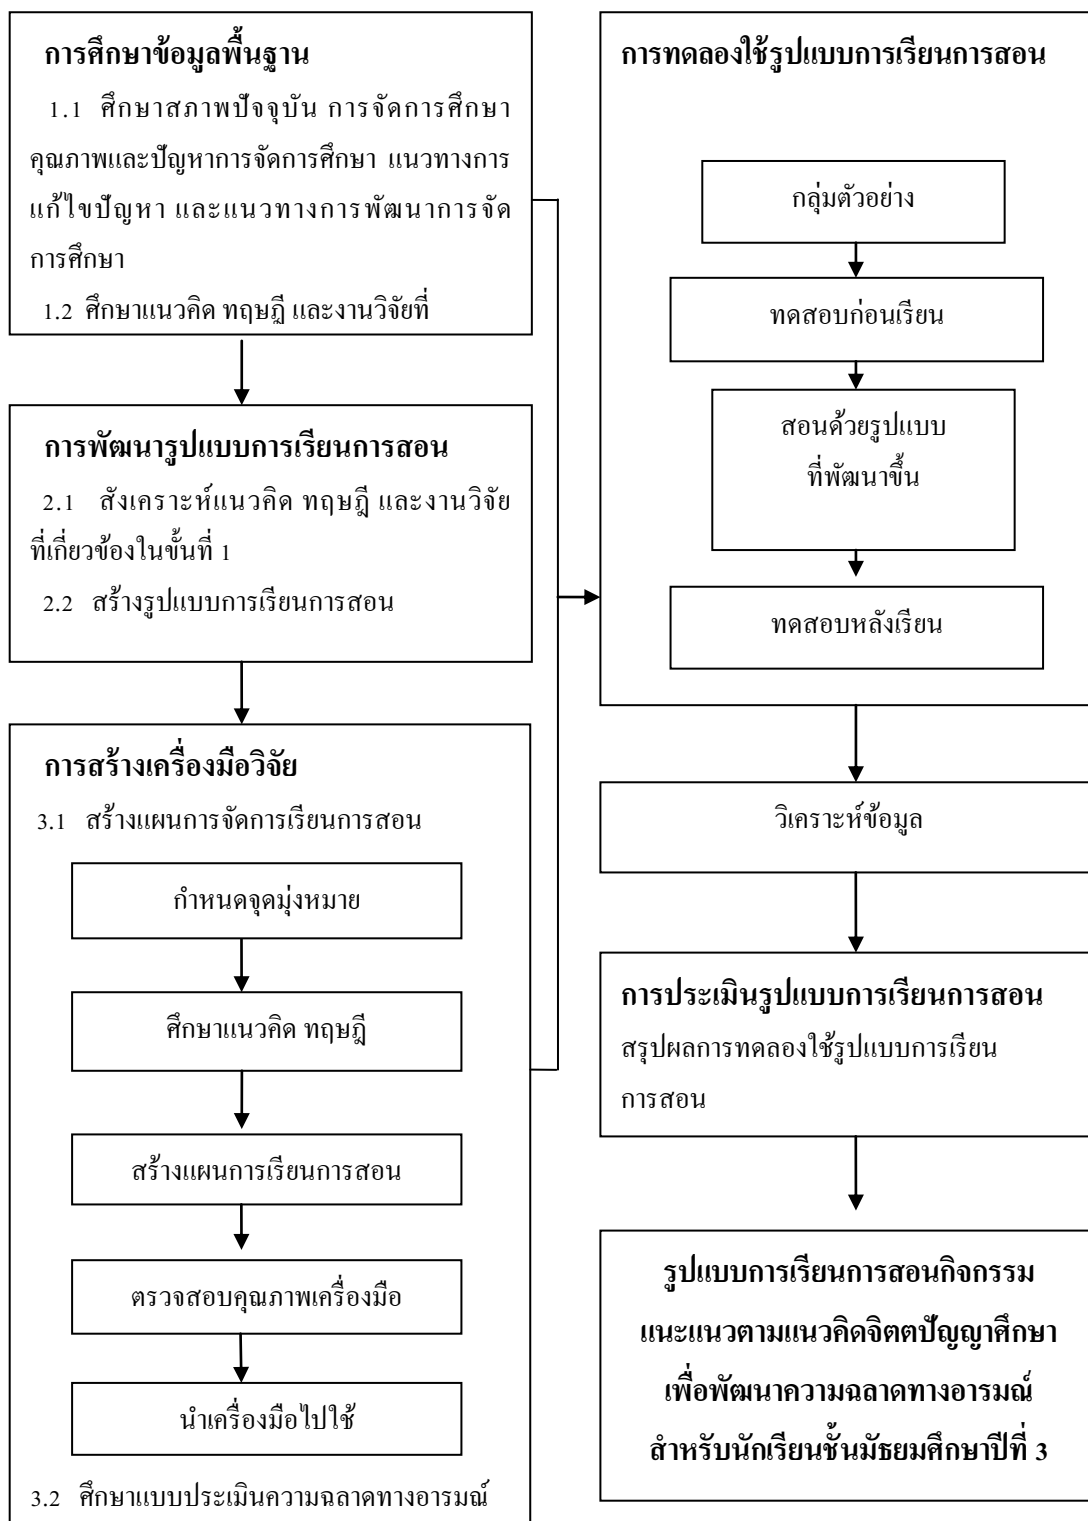 การศึกษาข้อมูลพื้นฐาน
1.1 ศึกษาสภาพปัจจุบัน การจัดการศึกษา
คุณภาพและปัญหาการจัดการศึกษา แนวทางการ
แก้ไขปัญหา และแนวทางการพัฒนาการจัด
การศึกษา
1.2 ศึกษาแนวคิด ทฤษฎี และงานวิจัยที่
การพัฒนารูปแบบการเรียนการสอน
2.1 สังเคราะห์แนวคิด ทฤษฎี และงานวิจัย
ที่เกี่ยวข้องในขั้นที่ 1
2.2 สร้างรูปแบบการเรียนการสอน
การสร้างเครื่องมือวิจัย
3.1 สร้างแผนการจัดการเรียนการสอน
กำหนดจุดมุ่งหมาย
ศึกษาแนวคิด ทฤษฎี
สร้างแผนการเรียนการสอน
ตรวจสอบคุณภาพเครื่องมือ
นำเครื่องมือไปใช้
3.2 ศึกษาแบบประเมินความฉลาดทางอารมณ์
การทดลองใช้รูปแบบการเรียนการสอน
กลุ่มตัวอย่าง
ทดสอบก่อนเรียน
สอนด้วยรูปแบบ
ที่พัฒนาขึ้น
ทดสอบหลังเรียน
วิเคราะห์ข้อมูล
การประเมินรูปแบบการเรียนการสอน
สรุปผลการทดลองใช้รูปแบบการเรียน
การสอน
รูปแบบการเรียนการสอนกิจกรรม
แนะแนวตามแนวคิดจิตตปัญญาศึกษา
เพื่อพัฒนาความฉลาดทางอารมณ์
สำหรับนักเรียนชั้นมัธยมศึกษาปีที่ 3